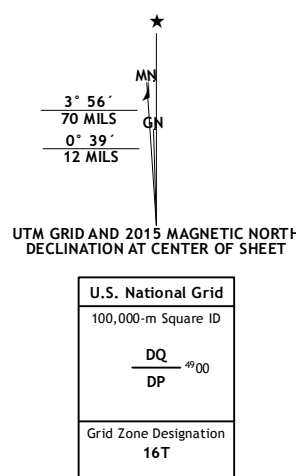 ★
MN
3° 56´
70 MILS
GN
0° 39´
12 MILS
UTM GRID AND 2015 MAGNETIC NORTH
DECLINATION AT CENTER OF SHEET
U.S. National Grid
100,000-m Square ID
DQ
⁴⁹00
DP
Grid Zone Designation
16T